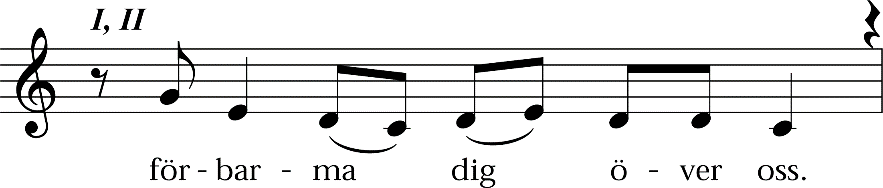 I, II
för - bar - ma dig ö - ver oss.